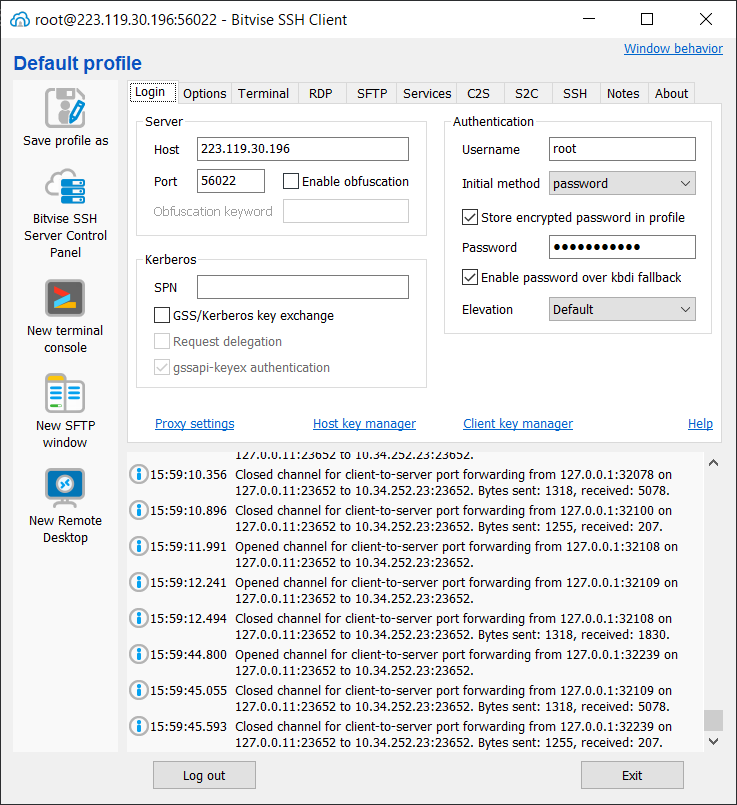 root@223.119.30.196:56022 - Bitvise SSH Client
Default profile
Window behavior
Save profile as
Bitvise SSH
Server Control
Panel
New terminal
console
New SFTP
window
New Remote
Desktop
Login Options Terminal RDP SFTP Services C2S S2C SSH Notes About
Server
Host 223.119.30.196
Port 56022 Enable obfuscation
Obfuscation keyword
Kerberos
SPN
GSS/Kerberos key exchange
Request delegation
gssapi-keyex authentication
Authentication
Username root
Initial method password
Store encrypted password in profile
Password ●●●●●●●●●●●
Enable password over kbdi fallback
Elevation Default
Proxy settings Host key manager Client key manager Help
127.0.0.11:23652 to 10.34.252.23:23652.
15:59:10.356 Closed channel for client-to-server port forwarding from 127.0.0.1:32078 on
127.0.0.11:23652 to 10.34.252.23:23652. Bytes sent: 1318, received: 5078.
15:59:10.896 Closed channel for client-to-server port forwarding from 127.0.0.1:32100 on
127.0.0.11:23652 to 10.34.252.23:23652. Bytes sent: 1255, received: 207.
15:59:11.991 Opened channel for client-to-server port forwarding from 127.0.0.1:32108 on
127.0.0.11:23652 to 10.34.252.23:23652.
15:59:12.241 Opened channel for client-to-server port forwarding from 127.0.0.1:32109 on
127.0.0.11:23652 to 10.34.252.23:23652.
15:59:12.494 Closed channel for client-to-server port forwarding from 127.0.0.1:32108 on
127.0.0.11:23652 to 10.34.252.23:23652. Bytes sent: 1318, received: 1830.
15:59:44.800 Opened channel for client-to-server port forwarding from 127.0.0.1:32239 on
127.0.0.11:23652 to 10.34.252.23:23652.
15:59:45.055 Closed channel for client-to-server port forwarding from 127.0.0.1:32109 on
127.0.0.11:23652 to 10.34.252.23:23652. Bytes sent: 1318, received: 5078.
15:59:45.593 Closed channel for client-to-server port forwarding from 127.0.0.1:32239 on
127.0.0.11:23652 to 10.34.252.23:23652. Bytes sent: 1255, received: 207.
Log out Exit